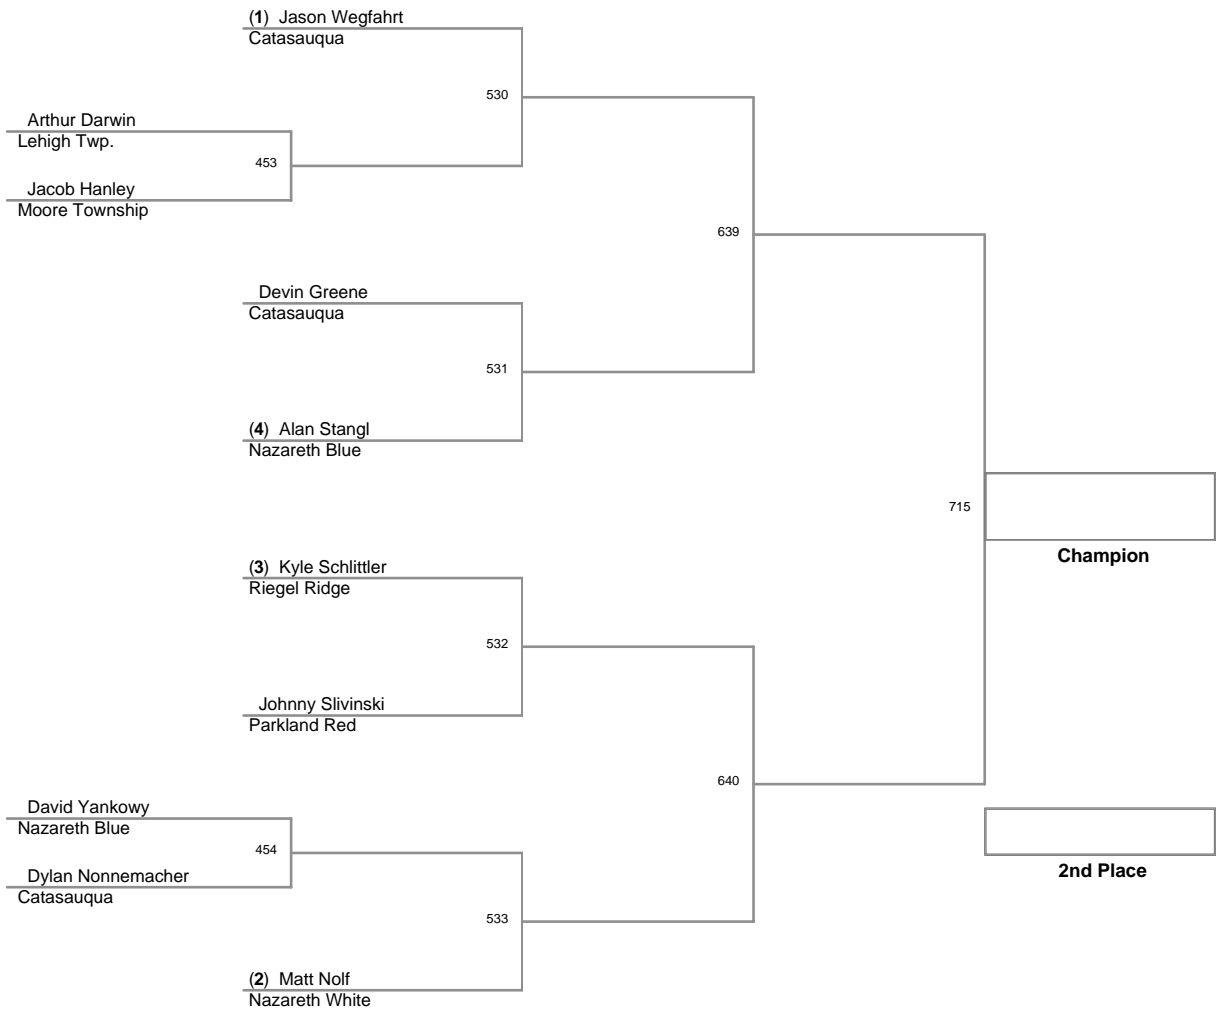 (1) Jason Wegfahrt
Catasauqua
530
Arthur Darwin
Lehigh Twp.
453
Jacob Hanley
Moore Township
639
Devin Greene
Catasauqua
531
(4) Alan Stangl
Nazareth Blue
715
Champion
(3) Kyle Schlittler
Riegel Ridge
532
Johnny Slivinski
Parkland Red
640
David Yankowy
Nazareth Blue
454
Dylan Nonnemacher
Catasauqua
2nd Place
533
(2) Matt Nolf
Nazareth White